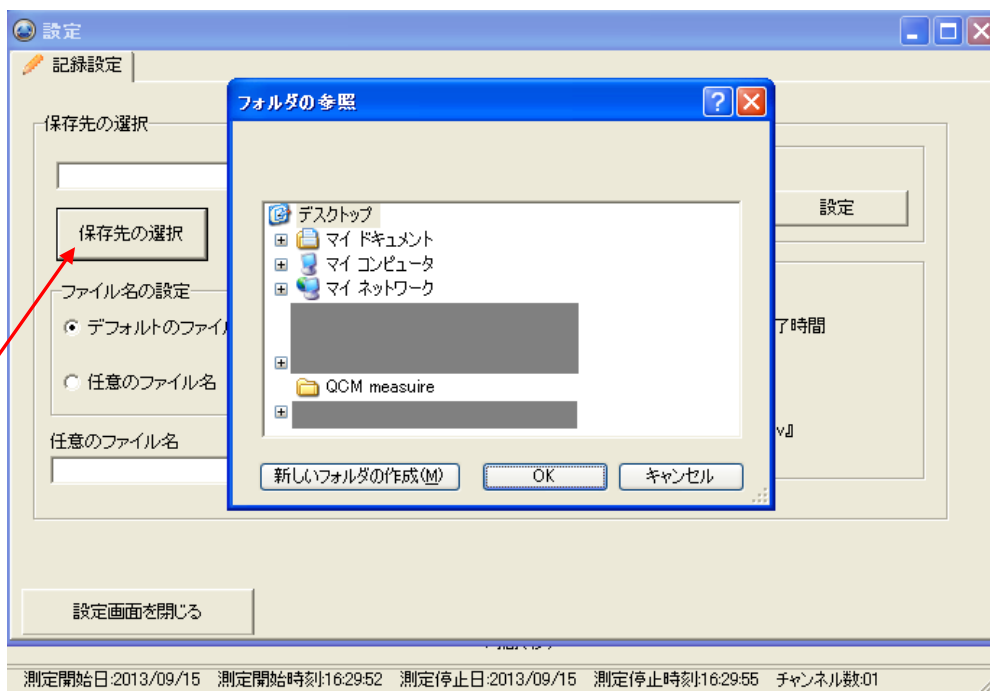 設定
記録設定
フォルダの参照
保存先の選択
保存先の選択
デスクトップ
マイ ドキュメント
マイ コンピュータ
マイ ネットワーク
QCM measuire
新しいフォルダの作成(M)
OK
キャンセル
設定
ファイル名の設定
デフォルトのファイル
任意のファイル名
任意のファイル名
了時間
v』
設定画面を閉じる
測定開始日:2013/09/15 測定開始時刻:16:29:52 測定停止日:2013/09/15 測定停止時刻:16:29:55 チャンネル数:01